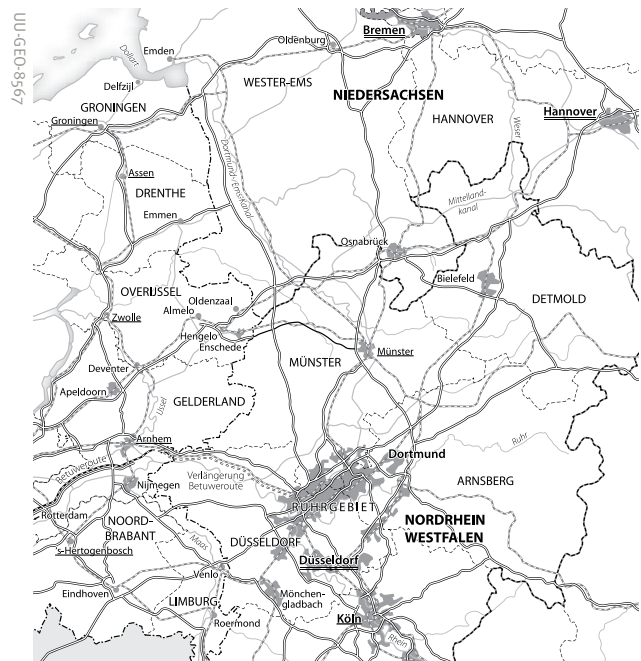 UU-GEO-8567
Dollart
Emden
Oldenburg
Bremen
Delfzijl
WESTER-EMS
NIEDERSACHSEN
GRONINGEN
Groningen
HANNOVER
Hannover
Weser
Dortmund-Ems-Kanal
Assen
DRENTHE
Emmen
Mittelland-
kanal
Osnabrück
Bielefeld
OVERIJSSEL
Oldenzaal
Almelo
DETMOLD
Zwolle
Hengelo
Enschede
Münster
MÜNSTER
Deventer
Apeldoorn
IJssel
GELDERLAND
Arnhem
Ruhr
Dortmund
Betuweroute
Verlängerung
Betuweroute
Nijmegen
ARNSBERG
RUHRGEBIET
Rotterdam
NOORD-
BRABANT
NORDRHEIN
WESTFALEN
's-Hertogenbosch
Maas
DÜSSELDORF
Düsseldorf
Venlo
Eindhoven
Mönchen-
gladbach
LIMBURG
Roermond
Köln
Rhein